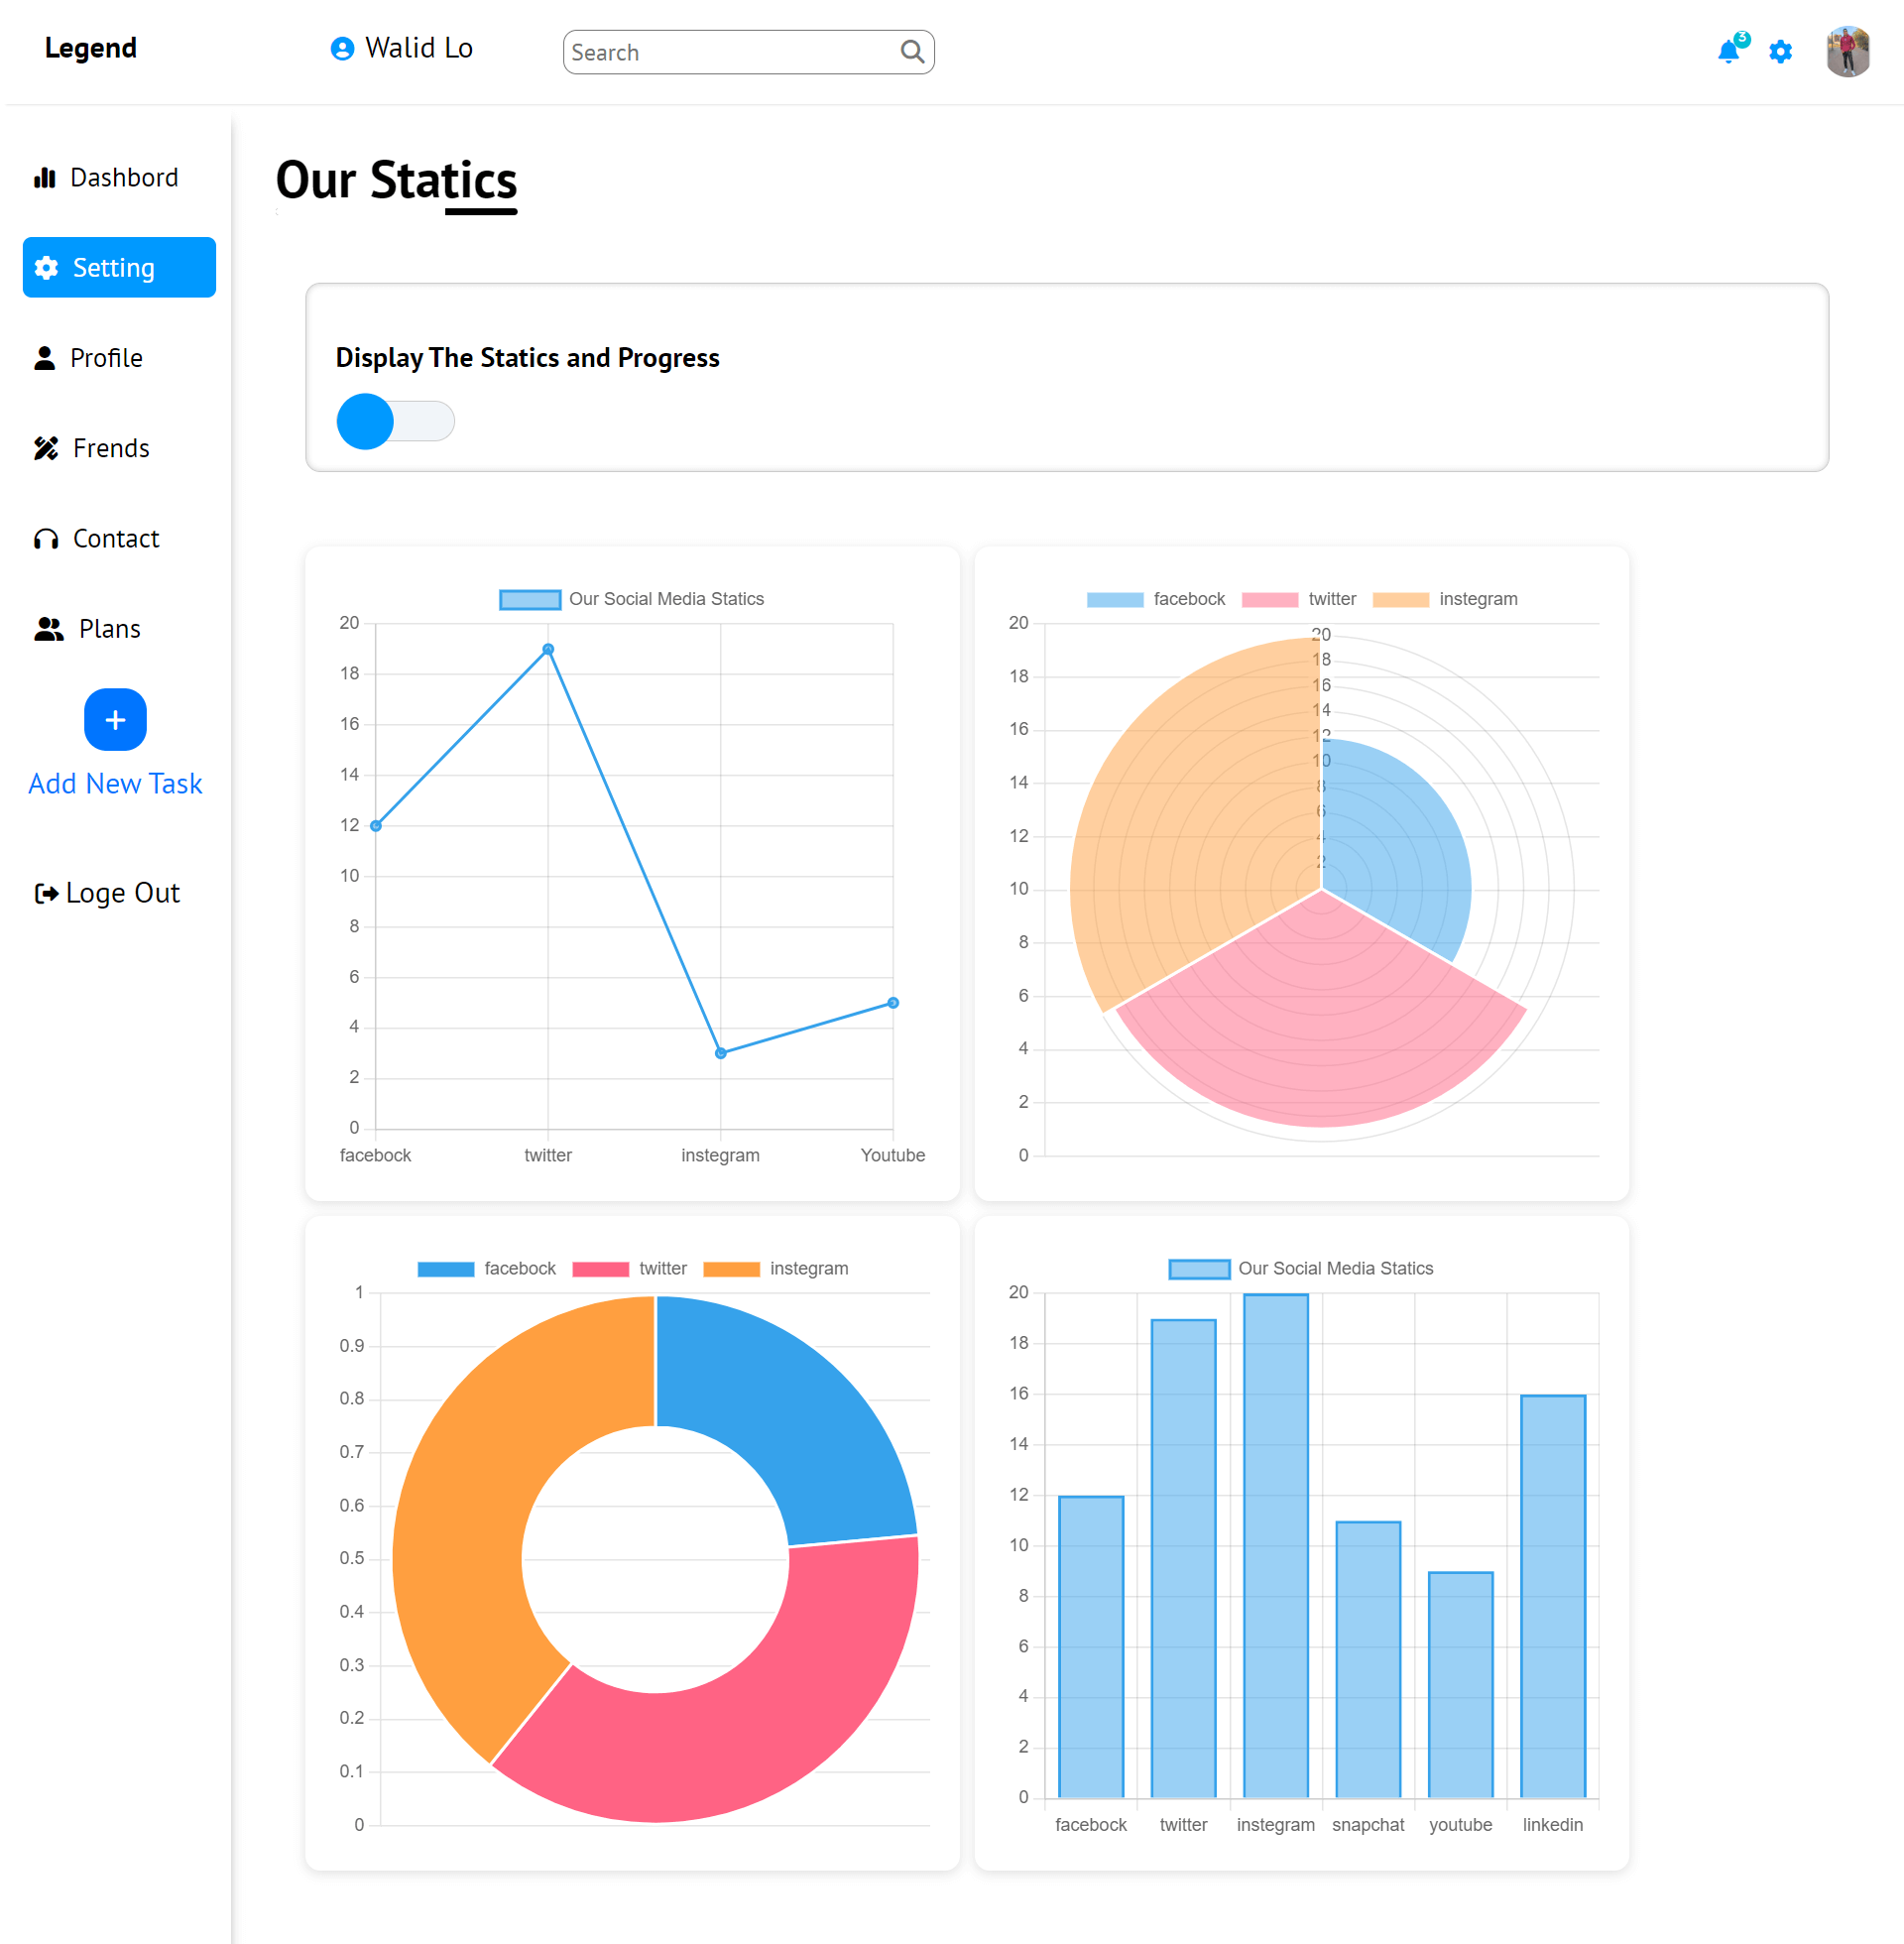 Legend
Walid Lo
Search
3
Dashbord
Setting
Profile
Frends
Contact
Plans
+
Add New Task
Loge Out
Our Statics
Display The Statics and Progress
Our Social Media Statics
20
18
16
14
12
10
8
6
4
2
0
facebock twitter instegram Youtube
facebock twitter instegram
20
18
16
14
12
10
8
6
4
2
0
20
18
16
14
12
10
8
6
4
2
facebock twitter instegram
1
0.9
0.8
0.7
0.6
0.5
0.4
0.3
0.2
0.1
0
Our Social Media Statics
20
18
16
14
12
10
8
6
4
2
0
facebock twitter instegram snapchat youtube linkedin